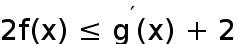 2f(x) ≤ g′(x) + 2